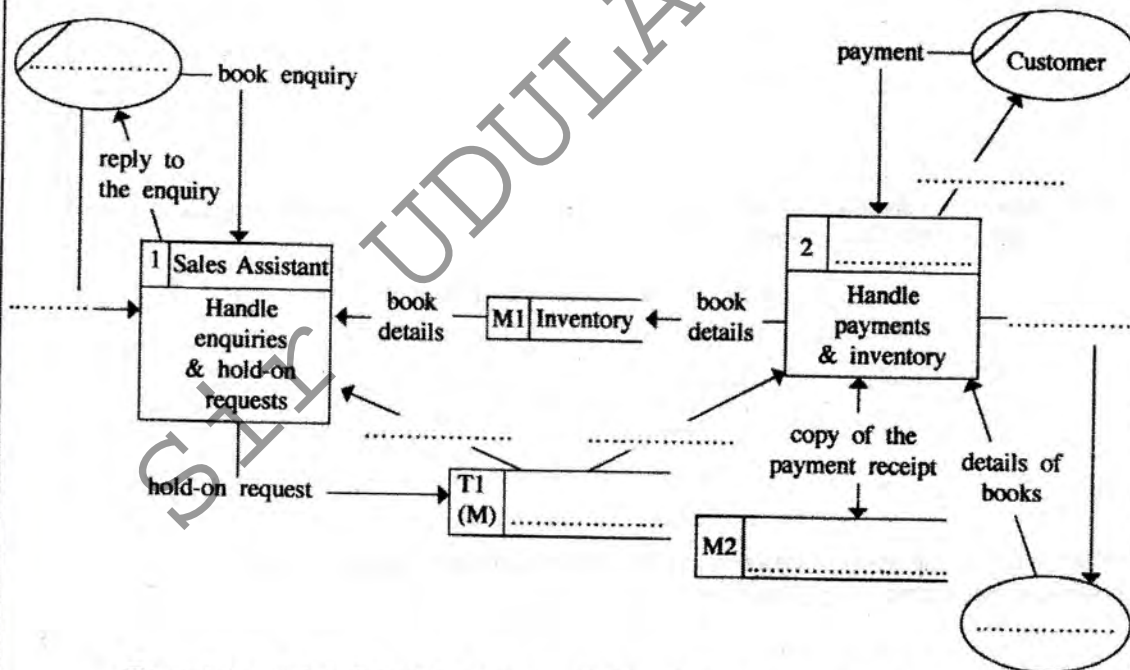 payment
Customer
..............................
book enquiry
reply to
the enquiry
..............................
1 Sales Assistant
2 ..............................
Handle
enquiries
& hold-on
requests
book
details
M1 Inventory
book
details
Handle
payments
& inventory
..................
..............................
..............................
..............................
copy of the
payment receipt
details of
books
hold-on request
T1
(M) ..............................
M2 ..............................
..............................
Sir UDULA